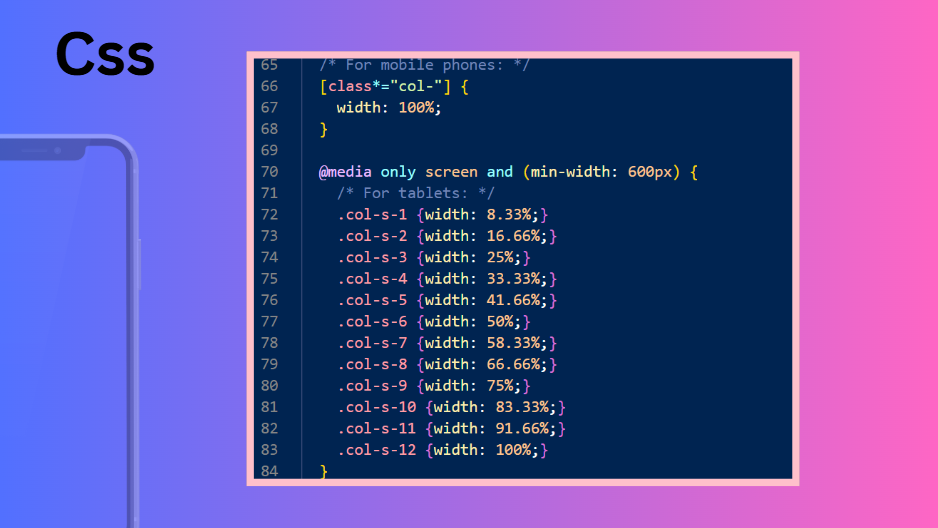 Css
65 /* For mobile phones: */
66 [class*="col-"] {
67 width: 100%;
68 }
69
70 @media only screen and (min-width: 600px) {
71 /* For tablets: */
72 .col-s-1 {width: 8.33%;}
73 .col-s-2 {width: 16.66%;}
74 .col-s-3 {width: 25%;}
75 .col-s-4 {width: 33.33%;}
76 .col-s-5 {width: 41.66%;}
77 .col-s-6 {width: 50%;}
78 .col-s-7 {width: 58.33%;}
79 .col-s-8 {width: 66.66%;}
80 .col-s-9 {width: 75%;}
81 .col-s-10 {width: 83.33%;}
82 .col-s-11 {width: 91.66%;}
83 .col-s-12 {width: 100%;}
84 }